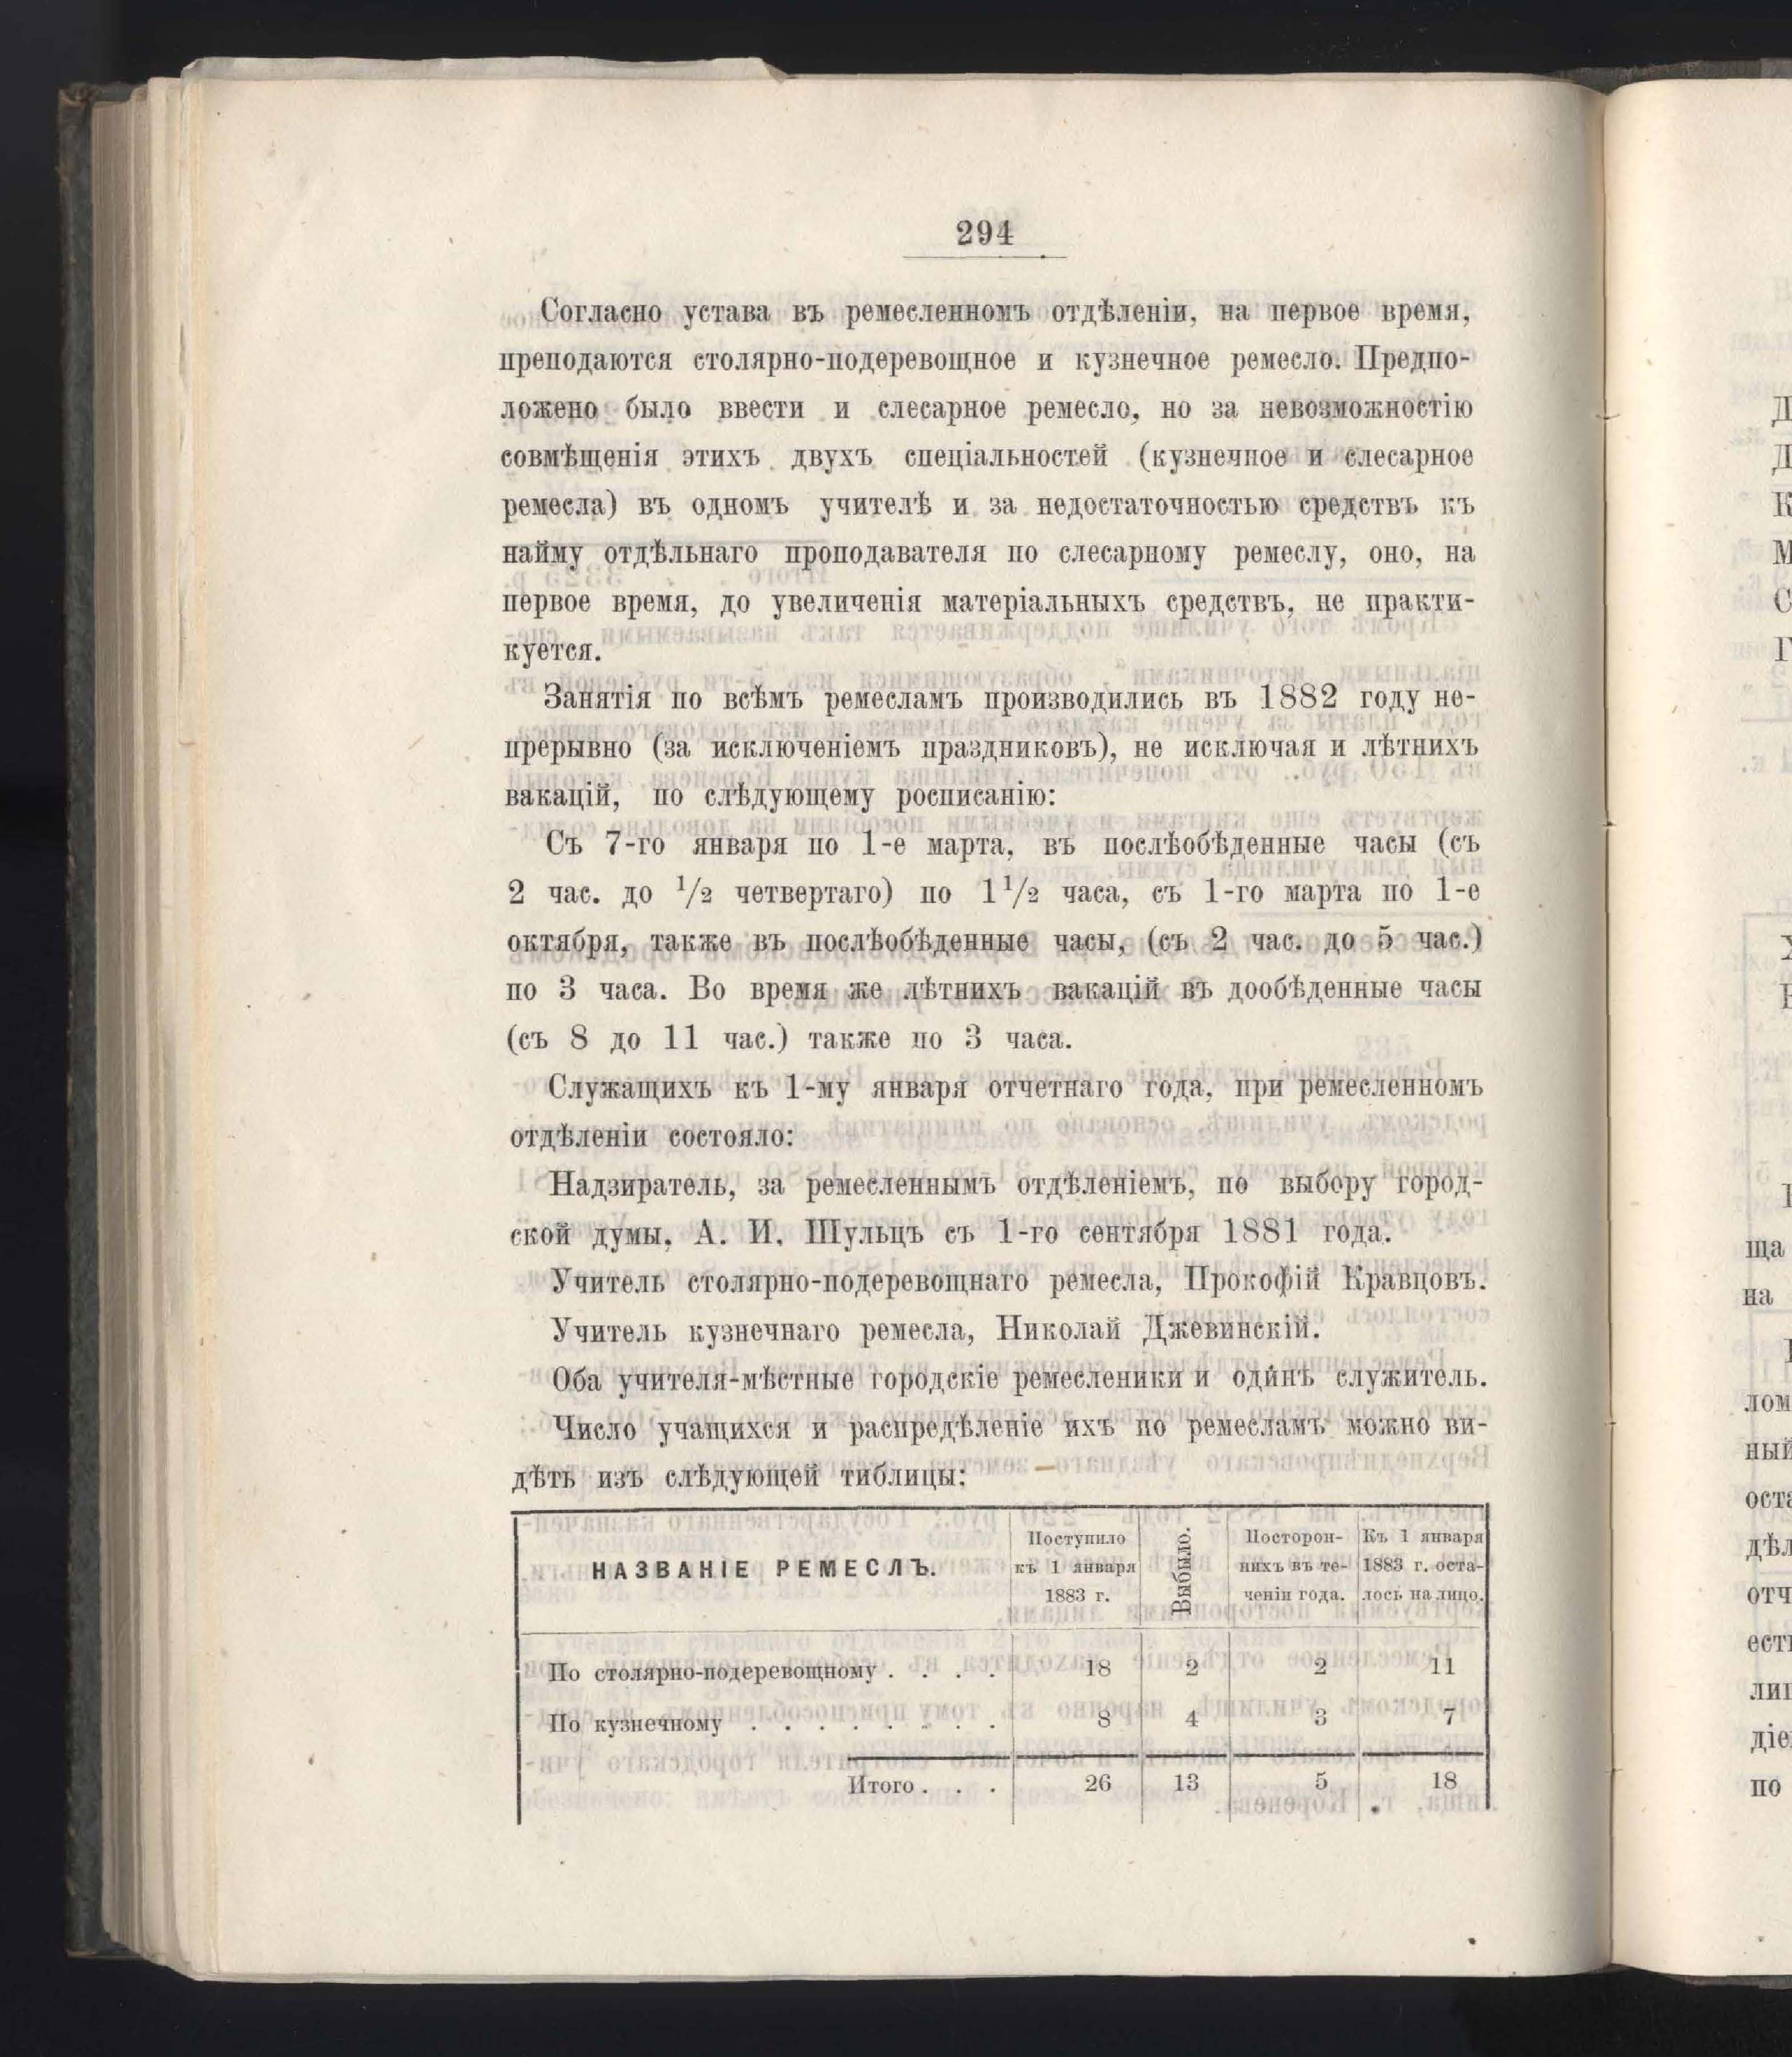 294
Согласно устава въ ремесленномъ отдѣленіи, на первое время,
преподаются столярно-подеревощное и кузнечное ремесло. Предпо-
ложено было ввести и слесарное ремесло, но за невозможностію
совмѣщенія этихъ двухъ спеціальностей (кузнечное и слесарное
ремесла) въ одномъ учителѣ и за недостаточностью средствъ къ
найму отдѣльнаго проподавателя по слесарному ремеслу, оно, на
первое время, до увеличенія матеріальныхъ средствъ, не практи-
куется.
Занятія по всѣмъ ремесламъ производились въ 1882 году не-
прерывно (за исключеніемъ праздниковъ), не исключая и лѣтнихъ
вакацій, по слѣдующему росписанію:
Съ 7-го января по 1-е марта, въ послѣобѣденные часы (съ
2 час. до 1/2 четвертаго) по 1 1/2 часа, съ 1-го марта по 1-е
октября, также въ послѣобѣденные часы, (съ 2 час. до 5 час.)
по 3 часа. Во время же лѣтнихъ вакацій въ дообѣденные часы
(съ 8 до 11 час.) также по 3 часа.
Служащихъ къ 1-му января отчетнаго года, при ремесленномъ
отдѣленіи состояло:
Надзиратель, за ремесленнымъ отдѣленіемъ, по выбору город-
ской думы, А. И. Шульцъ съ 1-го сентября 1881 года.
Учитель столярно-подеревощнаго ремесла, Прокофій Кравцовъ.
Учитель кузнечнаго ремесла, Николай Джевинскій.
Оба учителя-мѣстные городскіе ремесленики и одинъ служитель.
Число учащихся и распредѣленіе ихъ по ремесламъ можно ви-
дѣть изъ слѣдующей тиблицы:
НАЗВАНІЕ РЕМЕСЛЪ.
Поступило
къ 1 января
1883 г.
Выбыло.
Посторон-
нихъ въ те-
ченіи года.
Къ 1 января
1883 г. оста-
лось на лицо.
По столярно-подеревощному . . . . 18 2 2 11
По кузнечному . . . . . . . . 8 4 3 7
Итого . . . 26 13 5 18